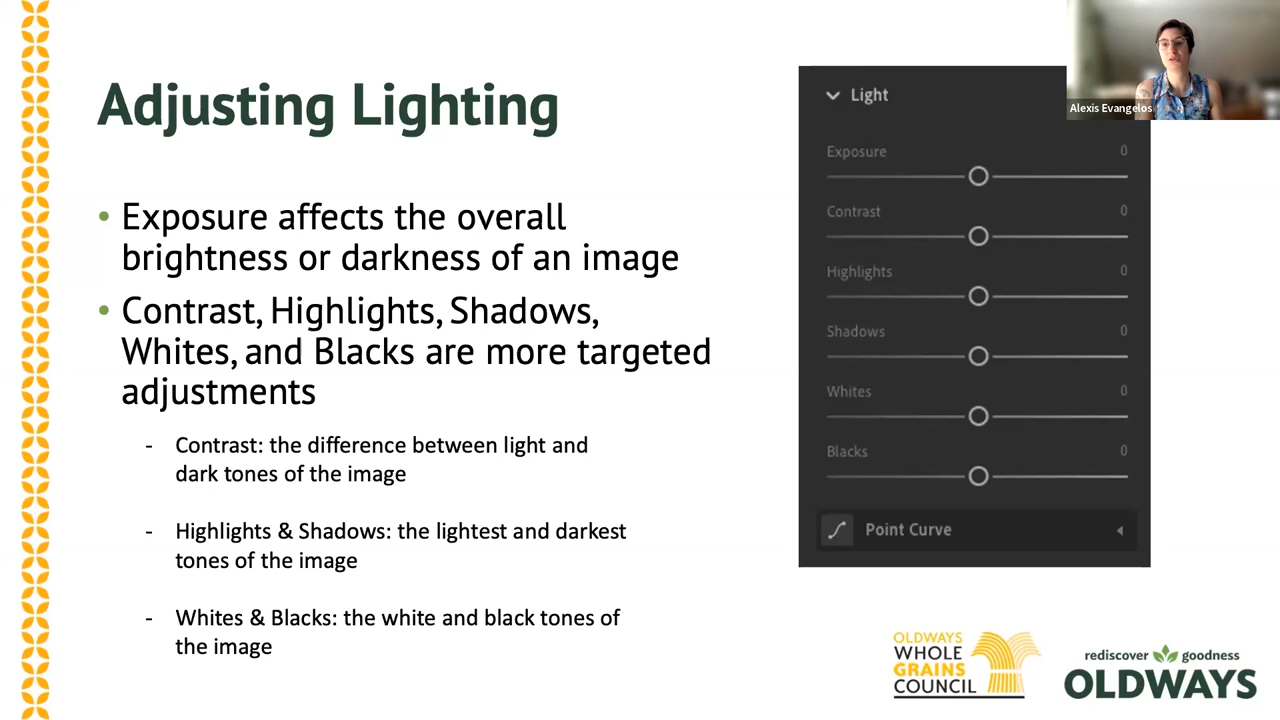 Adjusting Lighting
• Exposure affects the overall
brightness or darkness of an image
• Contrast, Highlights, Shadows,
Whites, and Blacks are more targeted
adjustments
- Contrast: the difference between light and
dark tones of the image
- Highlights & Shadows: the lightest and darkest
tones of the image
- Whites & Blacks: the white and black tones of
the image
Light
Exposure 0
Contrast 0
Highlights 0
Shadows 0
Whites 0
Blacks 0
Point Curve
Alexis Evangelos
OLDWAYS
WHOLE
GRAINS
COUNCIL
rediscover goodness
OLDWAYS